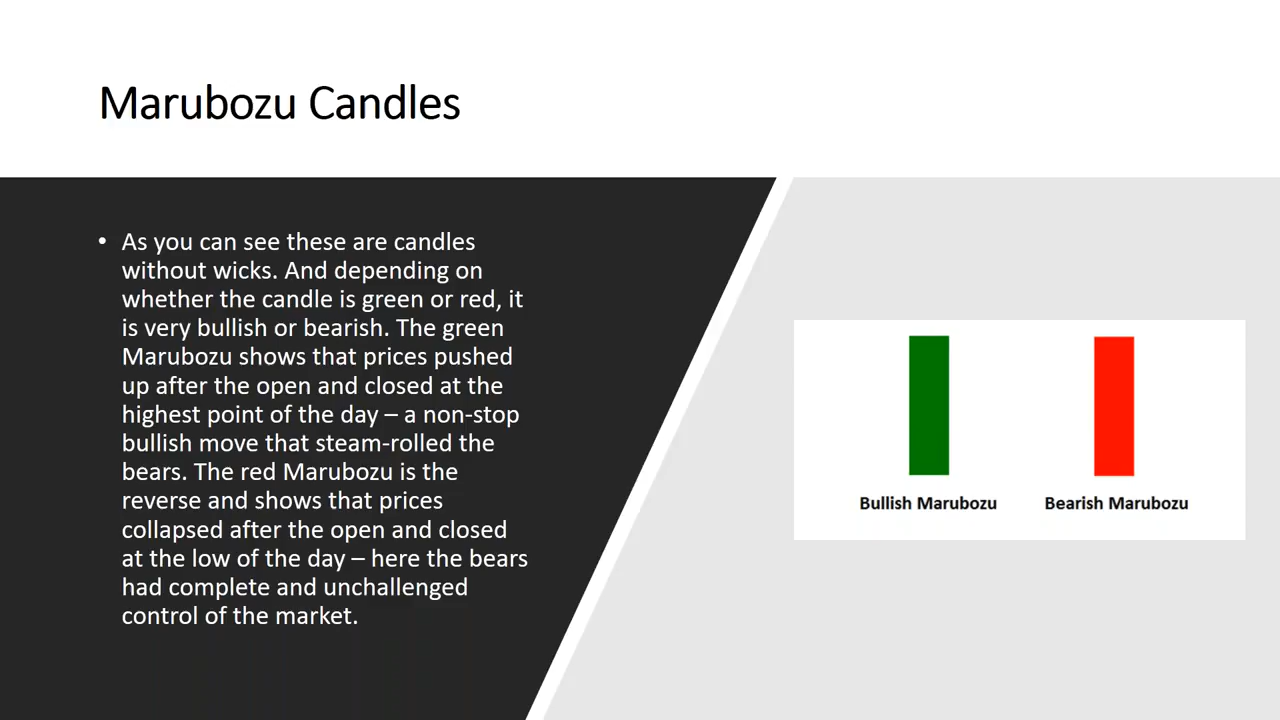 Marubozu Candles
• As you can see these are candles
without wicks. And depending on
whether the candle is green or red, it
is very bullish or bearish. The green
Marubozu shows that prices pushed
up after the open and closed at the
highest point of the day – a non-stop
bullish move that steam-rolled the
bears. The red Marubozu is the
reverse and shows that prices
collapsed after the open and closed
at the low of the day – here the bears
had complete and unchallenged
control of the market.
Bullish Marubozu
Bearish Marubozu